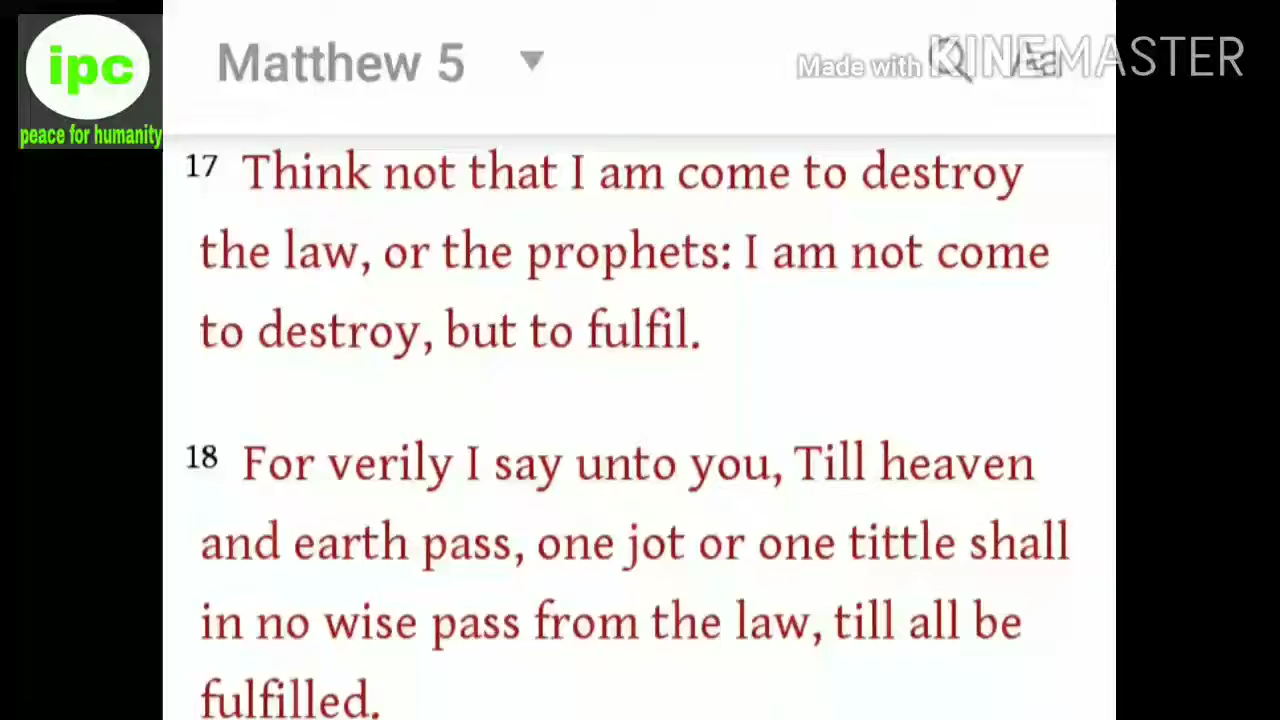 ipc
peace for humanity
Matthew 5
Made with KINEMASTER
Aa
17 Think not that I am come to destroy
the law, or the prophets: I am not come
to destroy, but to fulfil.
18 For verily I say unto you, Till heaven
and earth pass, one jot or one tittle shall
in no wise pass from the law, till all be
fulfilled.